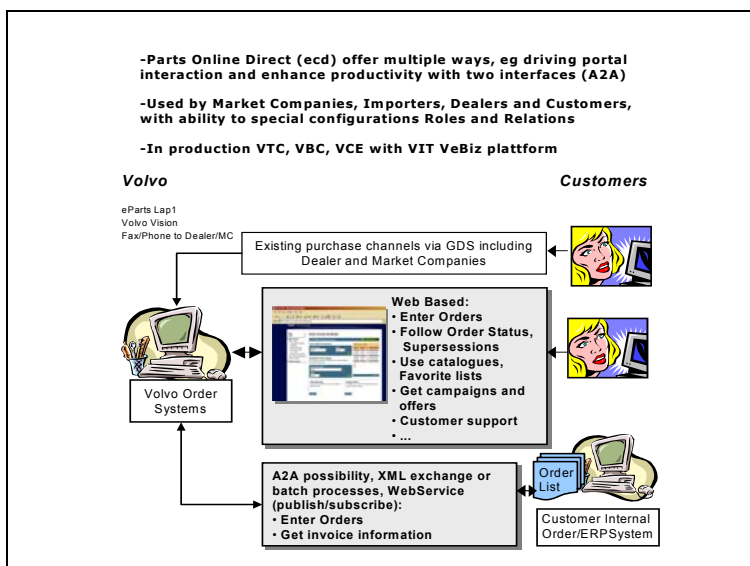 -Parts Online Direct (ecd) offer multiple ways, eg driving portal
interaction and enhance productivity with two interfaces (A2A)
-Used by Market Companies, Importers, Dealers and Customers,
with ability to special configurations Roles and Relations
-In production VTC, VBC, VCE with VIT VeBiz plattform
Volvo
Customers
eParts Lap1
Volvo Vision
Fax/Phone to Dealer/MC
Existing purchase channels via GDS including
Dealer and Market Companies
Web Based:
• Enter Orders
• Follow Order Status,
Supersessions
• Use catalogues,
Favorite lists
• Get campaigns and
offers
• Customer support
• ...
Volvo Order
Systems
A2A possibility, XML exchange or
batch processes, WebService
(publish/subscribe):
• Enter Orders
• Get invoice information
Order
List
Customer Internal
Order/ERPSystem